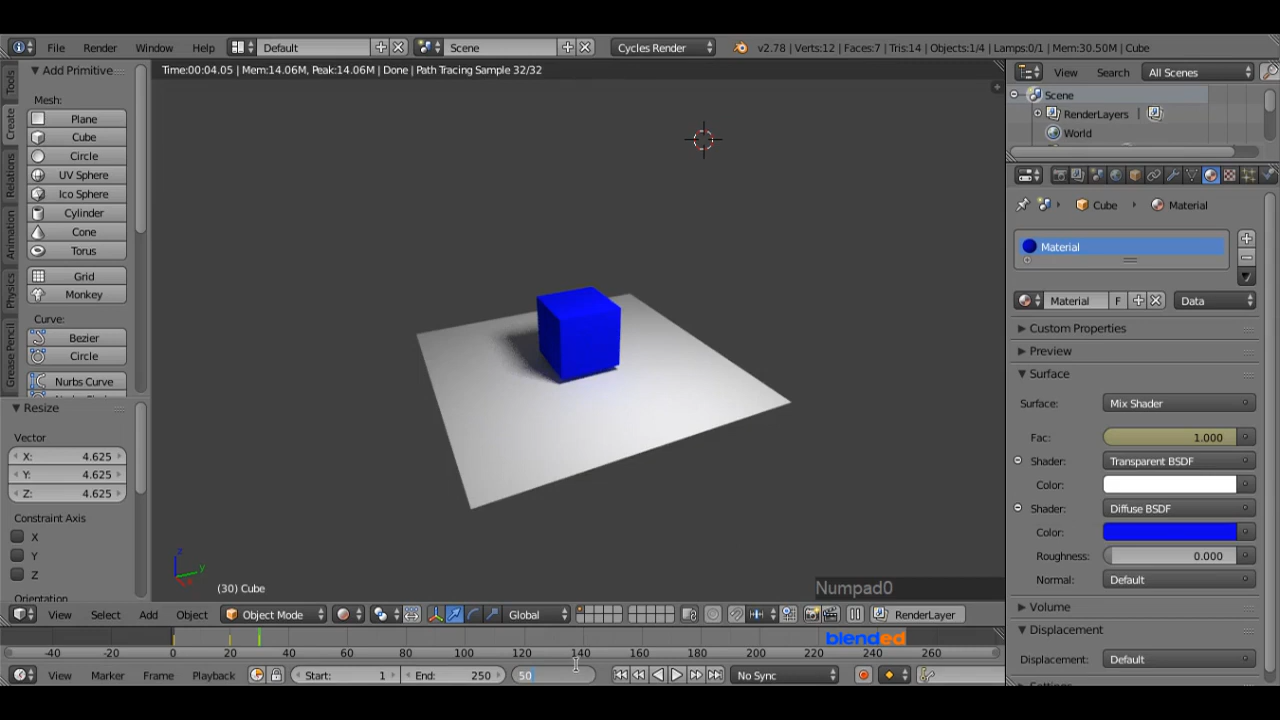 File Render Window Help Default Scene Cycles Render v2.78 | Verts:12 | Faces:7 | Tris:14 | Objects:1/4 | Lamps:0/1 | Mem:30.50M | Cube
Time:00:04.05 | Mem:14.06M, Peak:14.06M | Done | Path Tracing Sample 32/32
Tools
Create
Relations
Animation
Physics
Grease Pencil
Add Primitive
Mesh:
Plane
Cube
Circle
UV Sphere
Ico Sphere
Cylinder
Cone
Torus
Grid
Monkey
Curve:
Bezier
Circle
Nurbs Curve
Resize
Vector
X: 4.625
Y: 4.625
Z: 4.625
Constraint Axis
X
Y
Z
Orientation
z
y
x
(30) Cube
Numpad0
View Select Add Object Object Mode Global RenderLayer
blended
-40 -20 0 20 40 60 80 100 120 140 160 180 200 220 240 260
View Marker Frame Playback Start: 1 End: 250 50 No Sync
View Search All Scenes
Scene
RenderLayers
World
Cube Material
Material
Material F Data
Custom Properties
Preview
Surface
Surface: Mix Shader
Fac: 1.000
Shader: Transparent BSDF
Color:
Shader: Diffuse BSDF
Color:
Roughness: 0.000
Normal: Default
Volume
Displacement
Displacement: Default